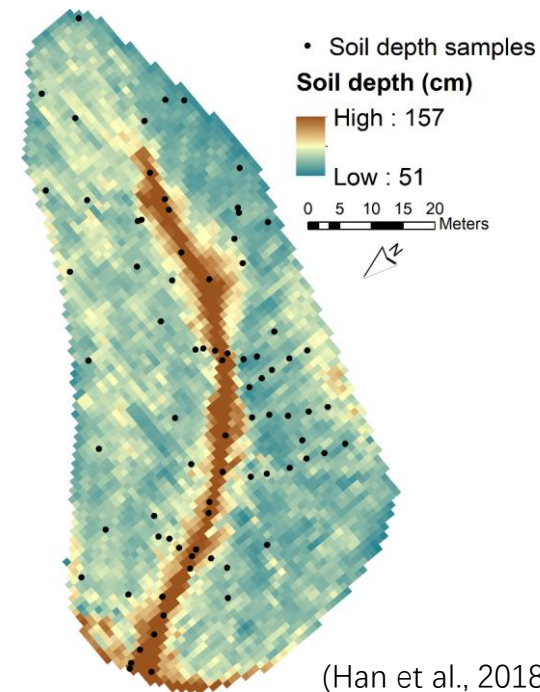 Soil depth samples
Soil depth (cm)
High : 157
Low : 51
0 5 10 15 20
Meters
N
(Han et al., 2018